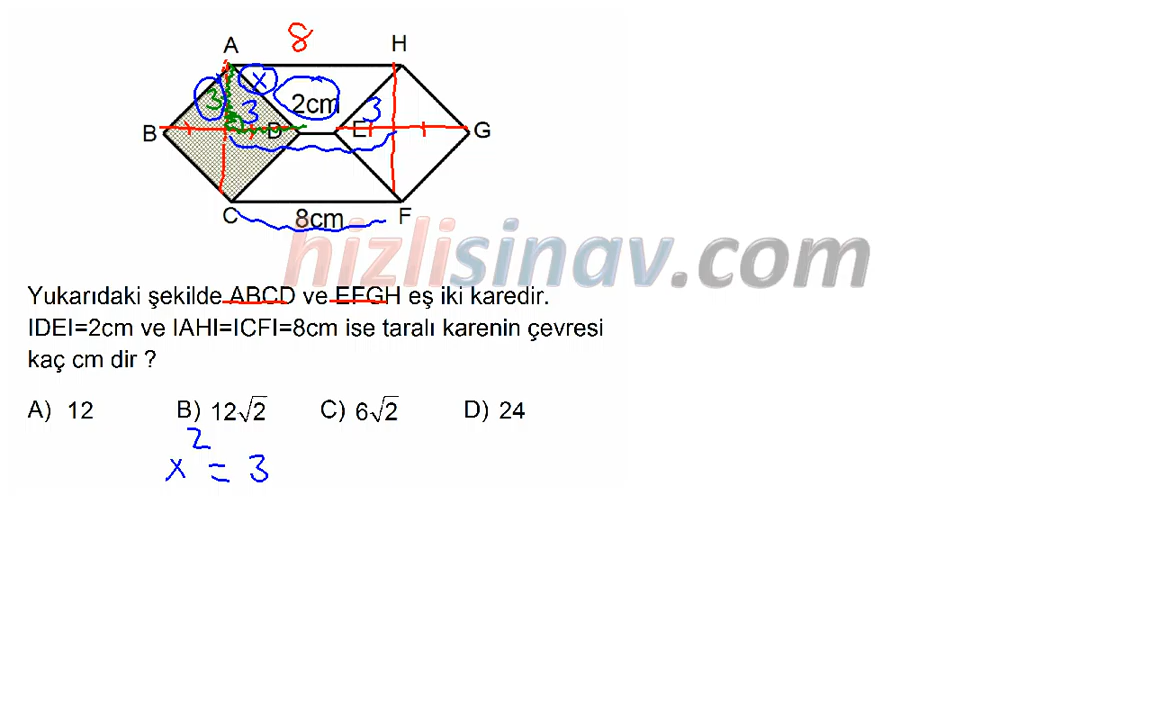 8
A H
3 x 2cm
B 3 D E 3 G
C 8cm F
hizlisinav.com
Yukarıdaki şekilde ABCD ve EFGH eş iki karedir.
IDEI=2cm ve IAHI=ICFI=8cm ise taralı karenin çevresi
kaç cm dir ?
A) 12 B) 12√2 C) 6√2 D) 24
x² = 3